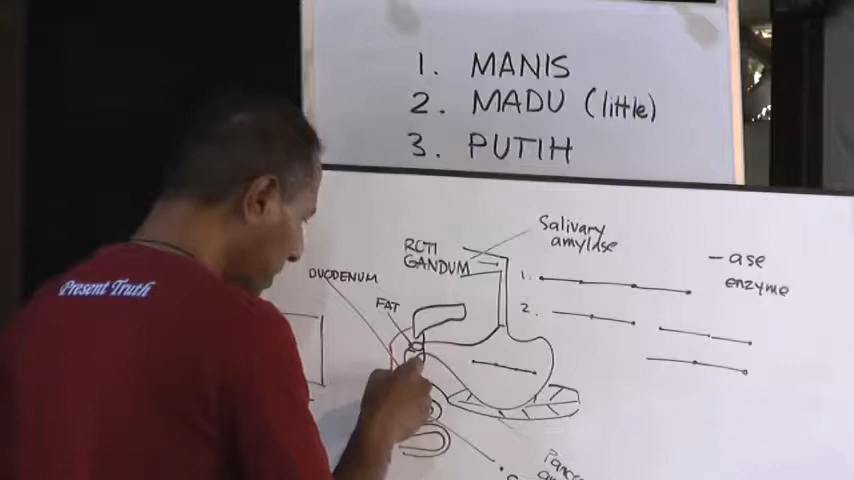 1. MANIS
2. MADU (little)
3. PUTIH
Present Truth
Salivary
amylase
ROTI
GANDUM
-ase
enzyme
DUODENUM
FAT
1.
2.